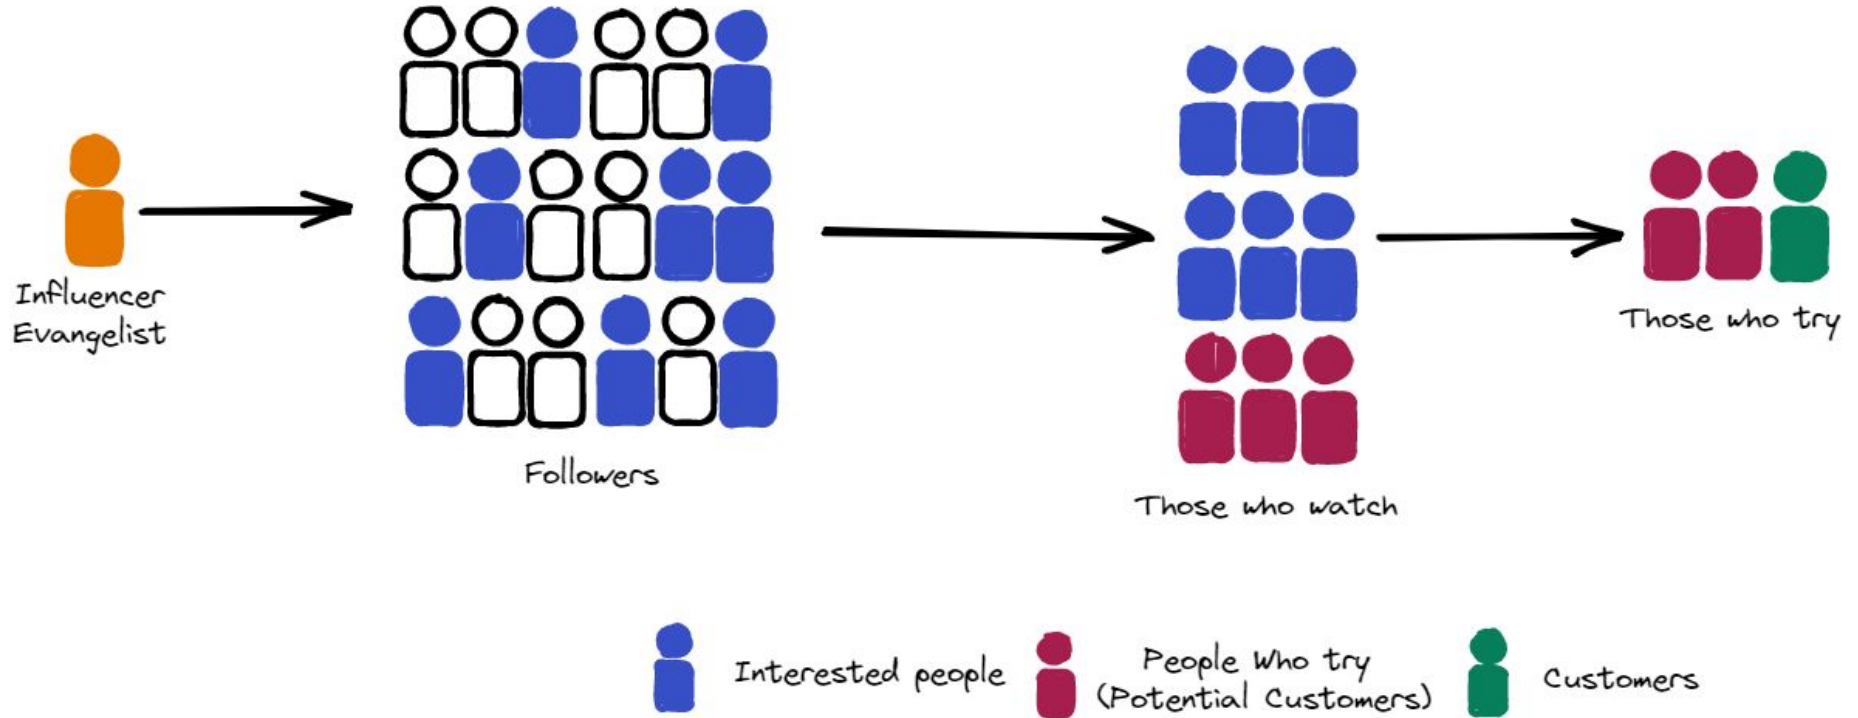 Influencer
Evangelist
Followers
Those who watch
Those who try
Interested people
People Who try
(Potential Customers)
Customers